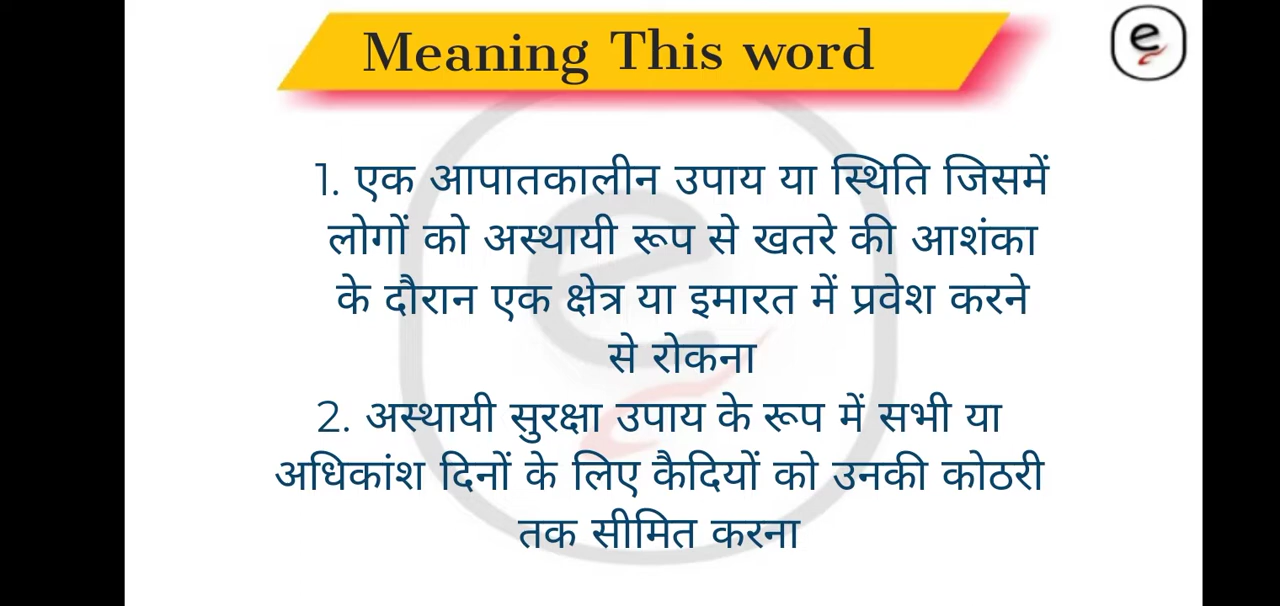 Meaning This word
e
1. एक आपातकालीन उपाय या स्थिति जिसमें
लोगों को अस्थायी रूप से खतरे की आशंका
के दौरान एक क्षेत्र या इमारत में प्रवेश करने
से रोकना
2. अस्थायी सुरक्षा उपाय के रूप में सभी या
अधिकांश दिनों के लिए कैदियों को उनकी कोठरी
तक सीमित करना